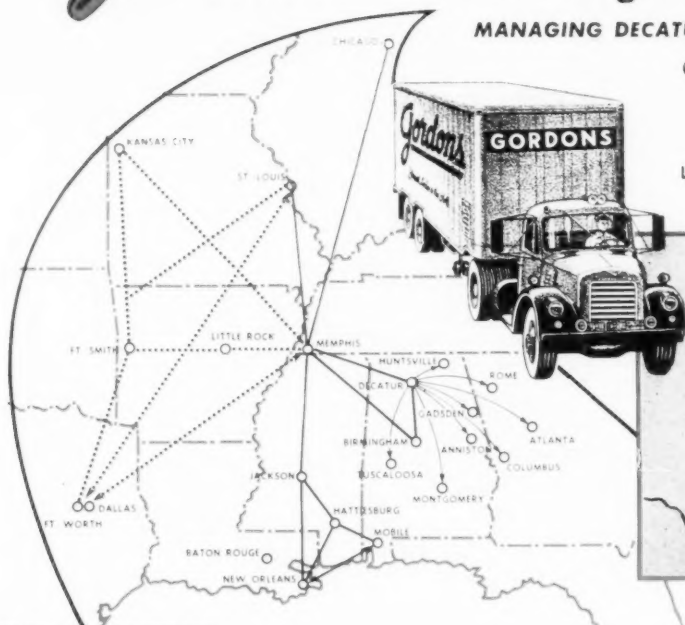 MANAGING DECATU
CHICAGO
Gordons
GORDONS
KANSAS CITY
ST LOUIS
L
FT. SMITH
LITTLE ROCK
MEMPHIS
HUNTSVILLE
DECATUR
ROME
GADSDEN
BIRMINGHAM
ANNISTON
ATLANTA
COLUMBUS
TUSCALOOSA
JACKSON
MONTGOMERY
DALLAS
FT. WORTH
HATTIESBURG
MOBILE
BATON ROUGE
NEW ORLEANS